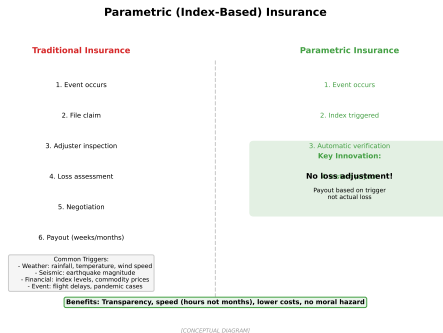 Parametric (Index-Based) Insurance
Traditional Insurance
1. Event occurs
2. File claim
3. Adjuster inspection
4. Loss assessment
5. Negotiation
6. Payout (weeks/months)
Common Triggers:
- Weather: rainfall, temperature, wind speed
- Seismic: earthquake magnitude
- Financial: index levels, commodity prices
- Event: flight delays, pandemic cases
Parametric Insurance
1. Event occurs
2. Index triggered
3. Automatic verification
Key Innovation:
No loss adjustment!
Payout based on trigger
not actual loss
Benefits: Transparency, speed (hours not months), lower costs, no moral hazard
[CONCEPTUAL DIAGRAM]